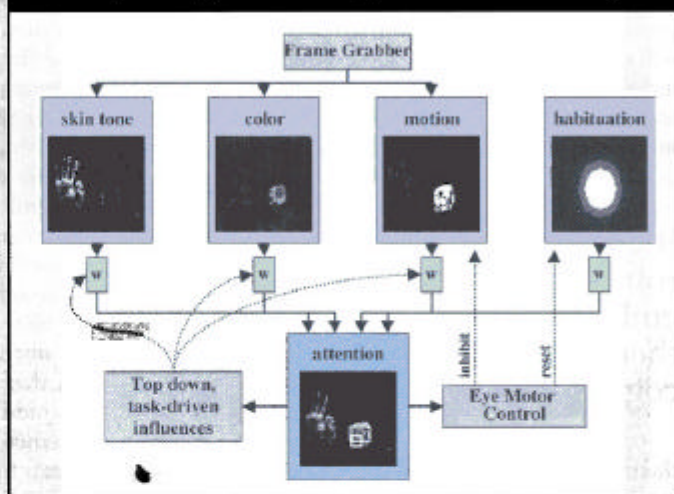 Frame Grabber
skin tone
color
motion
habituation
w
w
w
w
inhibit
reset
attention
Top down,
task-driven
influences
Eye Motor
Control